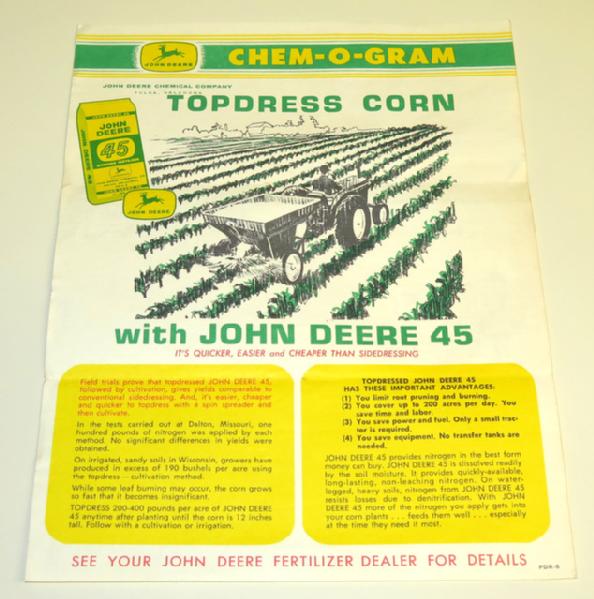 CHEM-O-GRAM
JOHN DEERE
JOHN DEERE CHEMICAL COMPANY
TULSA, OKLAHOMA
TOPDRESS CORN
JOHN
DEERE
45
JOHN DEERE
with JOHN DEERE 45
IT'S QUICKER, EASIER and CHEAPER THAN SIDEDRESSING
Field trials prove that topdressed JOHN DEERE 45,
followed by cultivation, gives yields comparable to
conventional sidedressing. And, it's easier, cheaper
and quicker to topdress with a spin spreader and
then cultivate.
In the tests carried out at Dalton, Missouri, one
hundred pounds of nitrogen was applied by each
method. No significant differences in yields were
obtained.
On irrigated, sandy soils in Wisconsin, growers have
produced in excess of 190 bushels per acre using
the topdress — cultivation method.
While some leaf burning may occur, the corn grows
so fast that it becomes insignificant.
TOPDRESS 200-400 pounds per acre of JOHN DEERE
45 anytime after planting until the corn is 12 inches
tall. Follow with a cultivation or irrigation.
TOPDRESSED JOHN DEERE 45
HAS THESE IMPORTANT ADVANTAGES:
(1) You limit root pruning and burning.
(2) You cover up to 200 acres per day. You
save time and labor.
(3) You save power and fuel. Only a small trac-
tor is required.
(4) You save equipment. No transfer tanks are
needed.
JOHN DEERE 45 provides nitrogen in the best form
money can buy. JOHN DEERE 45 is dissolved readily
by the soil moisture. It provides quickly-available,
long-lasting, non-leaching nitrogen. On water-
logged, heavy soils, nitrogen from JOHN DEERE 45
resists losses due to denitrification. With JOHN
DEERE 45 more of the nitrogen you apply gets into
your corn plants . . . feeds them well . . . especially
at the time they need it most.
SEE YOUR JOHN DEERE FERTILIZER DEALER FOR DETAILS